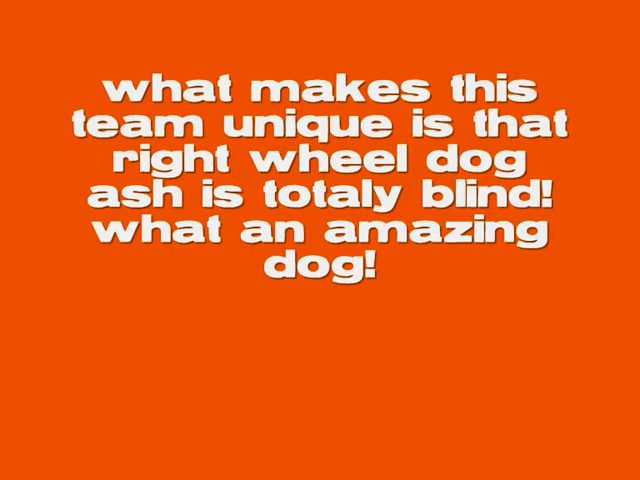 what makes this
team unique is that
right wheel dog
ash is totaly blind!
what an amazing
dog!